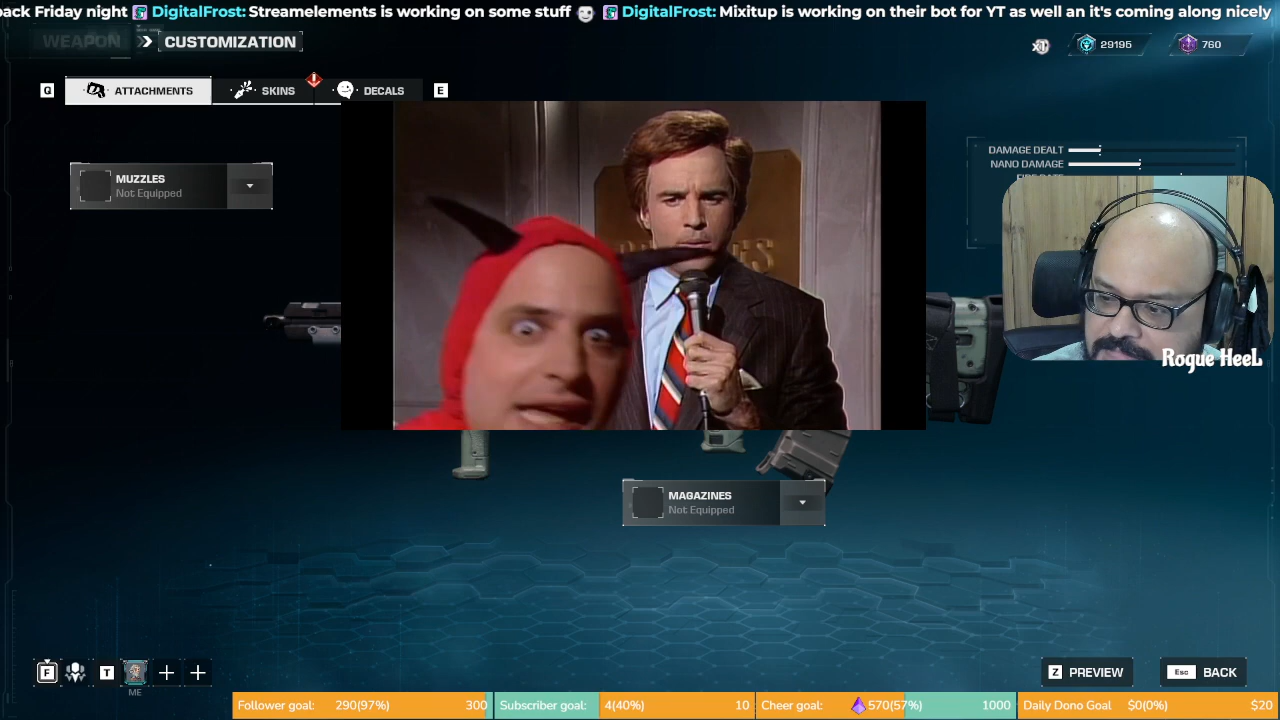 back Friday night DigitalFrost: Streamelements is working on some stuff DigitalFrost: Mixitup is working on their bot for YT as well an it's coming along nicely
WEAPON CUSTOMIZATION
29195 760
Q ATTACHMENTS SKINS DECALS E
DAMAGE DEALT
NANO DAMAGE
FIRE RATE
MUZZLES
Not Equipped
Rogue HeeL
MAGAZINES
Not Equipped
F T
ME
Z PREVIEW Esc BACK
Follower goal: 290(97%) 300 Subscriber goal: 4(40%) 10 Cheer goal: 570(57%) 1000 Daily Dono Goal $0(0%) $20